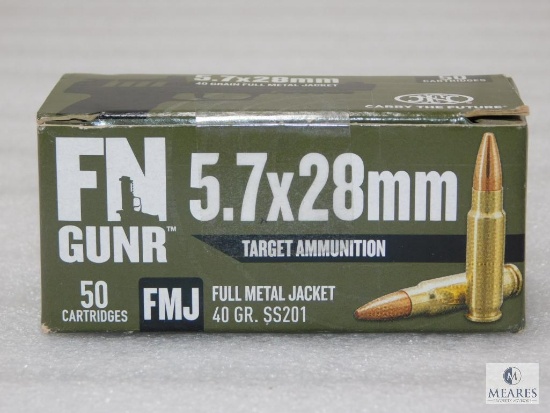 5.7x28mm
40 GRAIN FULL METAL JACKET
50
CARTRIDGES
FN
CARRY THE FUTURE®
FN
GUNR™
5.7x28mm
TARGET AMMUNITION
50
CARTRIDGES
FMJ
FULL METAL JACKET
40 GR. SS201
M
MEARES